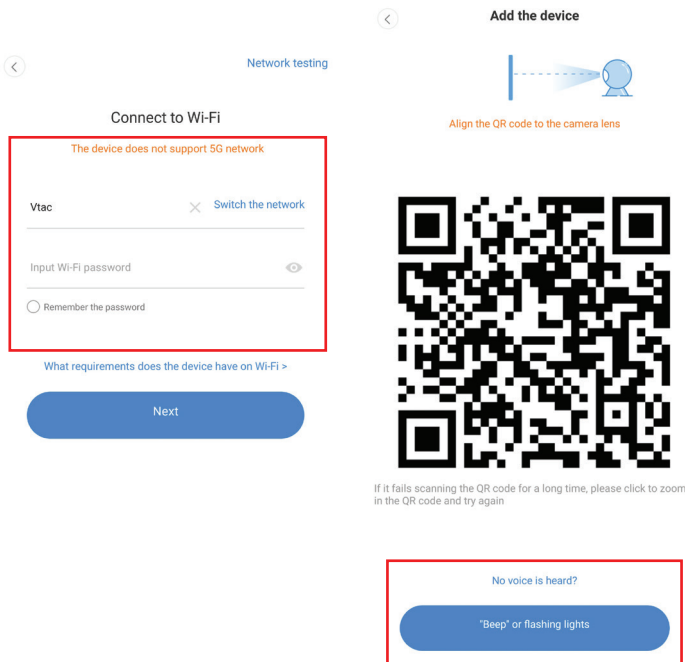 Network testing
Connect to Wi-Fi
The device does not support 5G network
Vtac
Switch the network
Input Wi-Fi password
Remember the password
What requirements does the device have on Wi-Fi >
Next
Add the device
Align the QR code to the camera lens
If it fails scanning the QR code for a long time, please click to zoom
in the QR code and try again
No voice is heard?
"Beep" or flashing lights